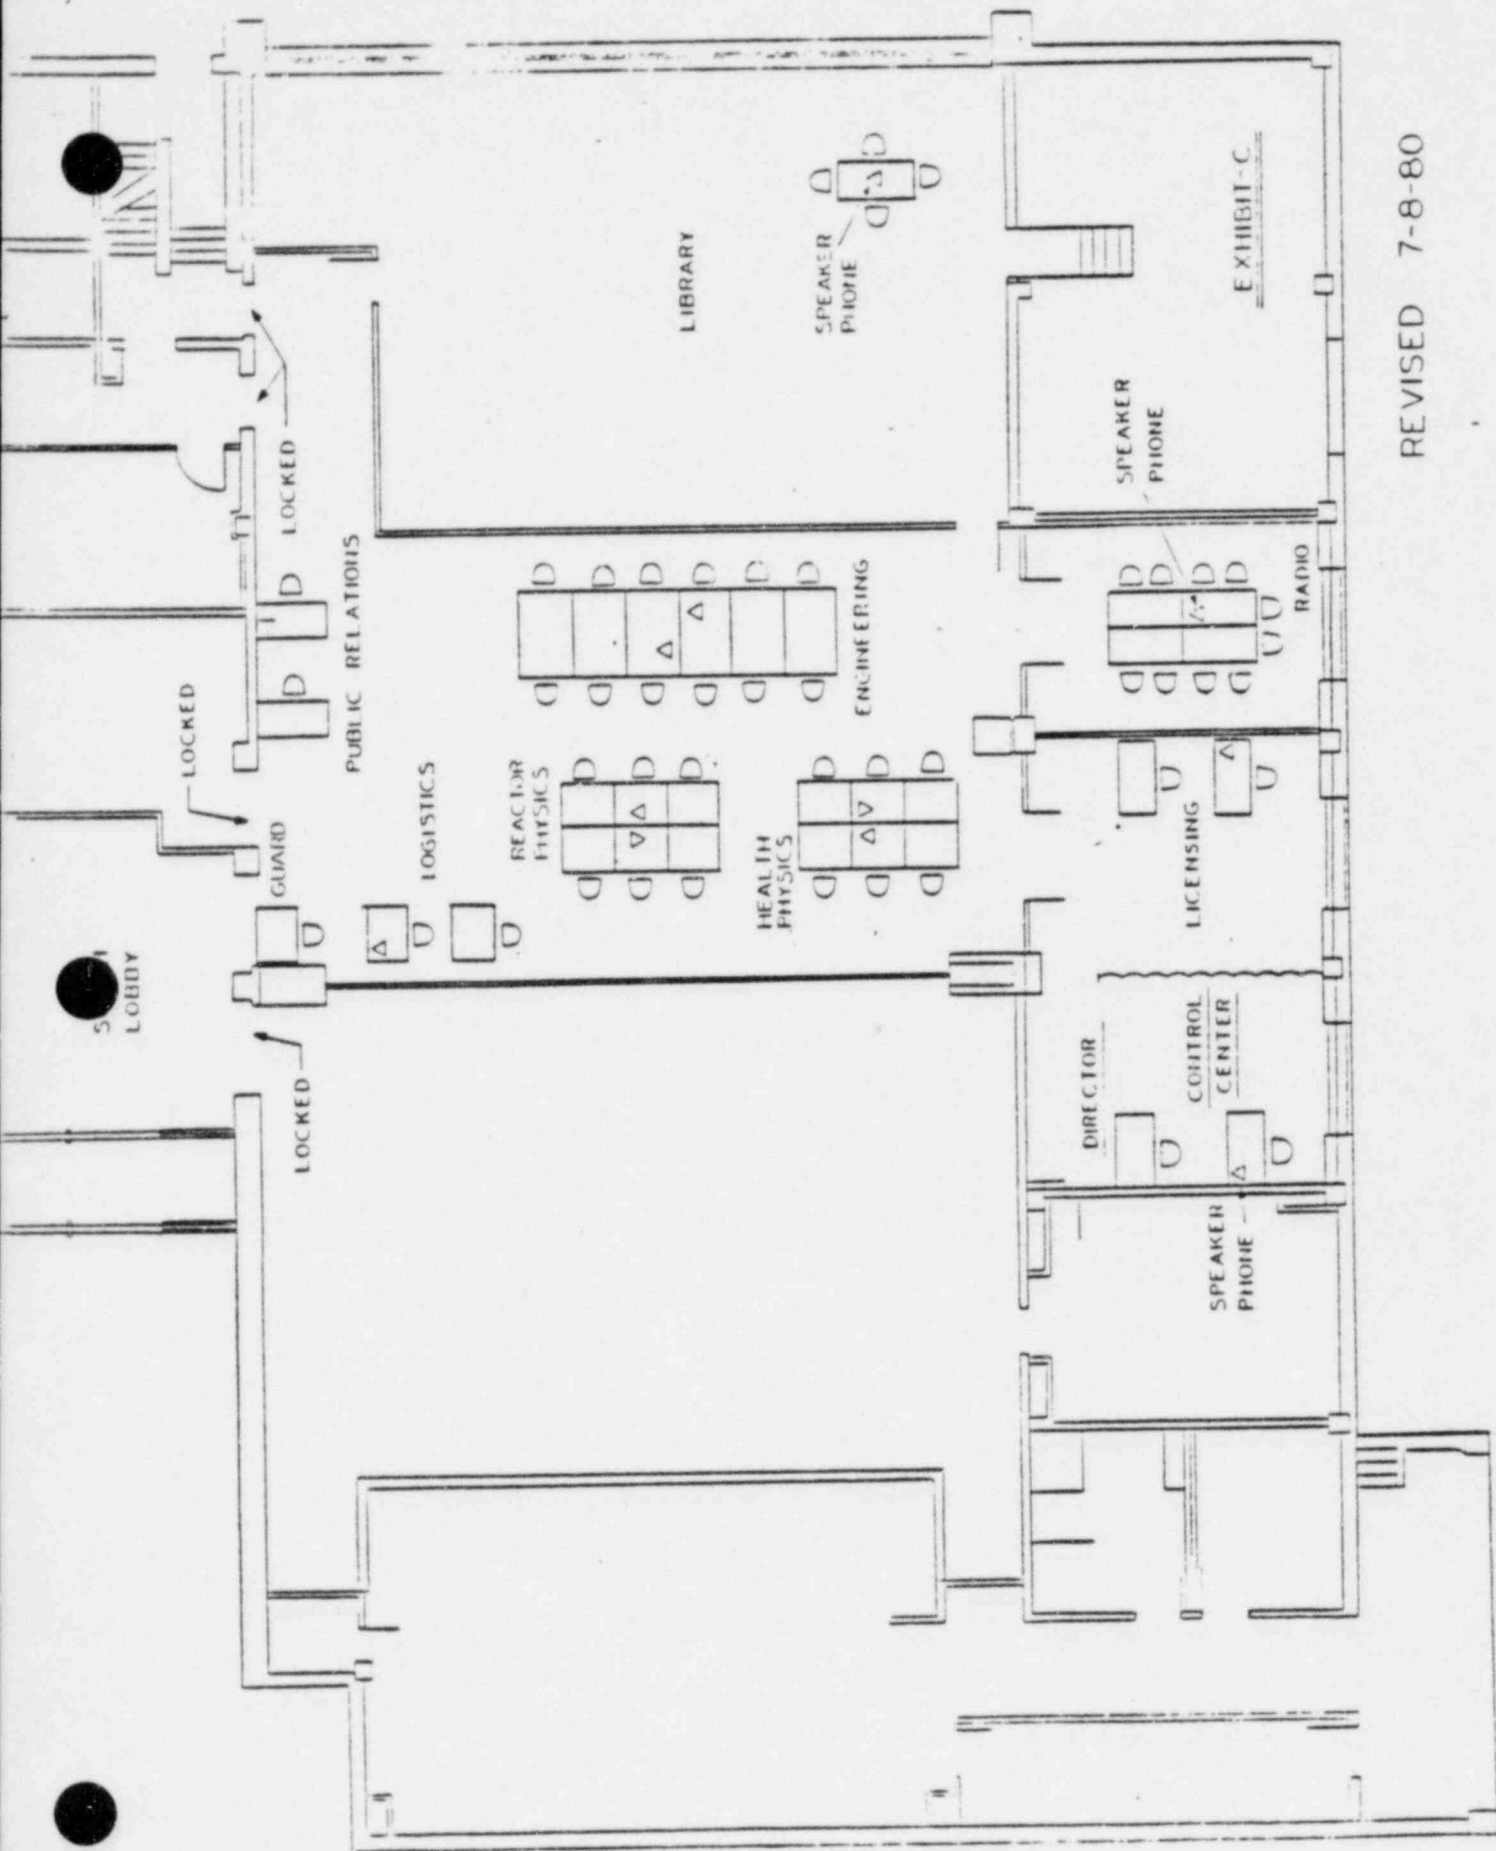 LOBBY
LOCKED
LOCKED
LOCKED
GUARD
PUBLIC RELATIONS
LOGISTICS
REACTOR
PHYSICS
HEALTH
PHYSICS
ENGINEERING
LIBRARY
SPEAKER
PHONE
DIRECTOR
CONTROL
CENTER
SPEAKER
PHONE
LICENSING
RADIO
SPEAKER
PHONE
EXHIBIT-C
REVISED 7-8-80